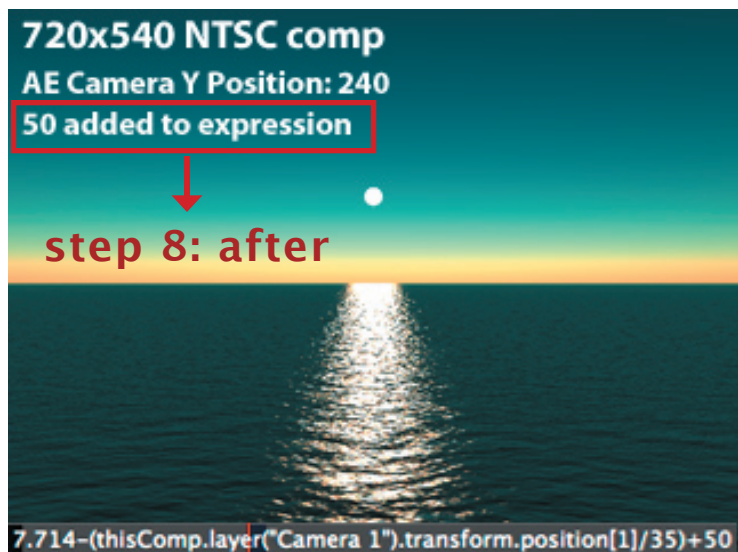 720x540 NTSC comp
AE Camera Y Position: 240
50 added to expression
step 8: after
7.714-(thisComp.layer("Camera 1").transform.position[1]/35)+50